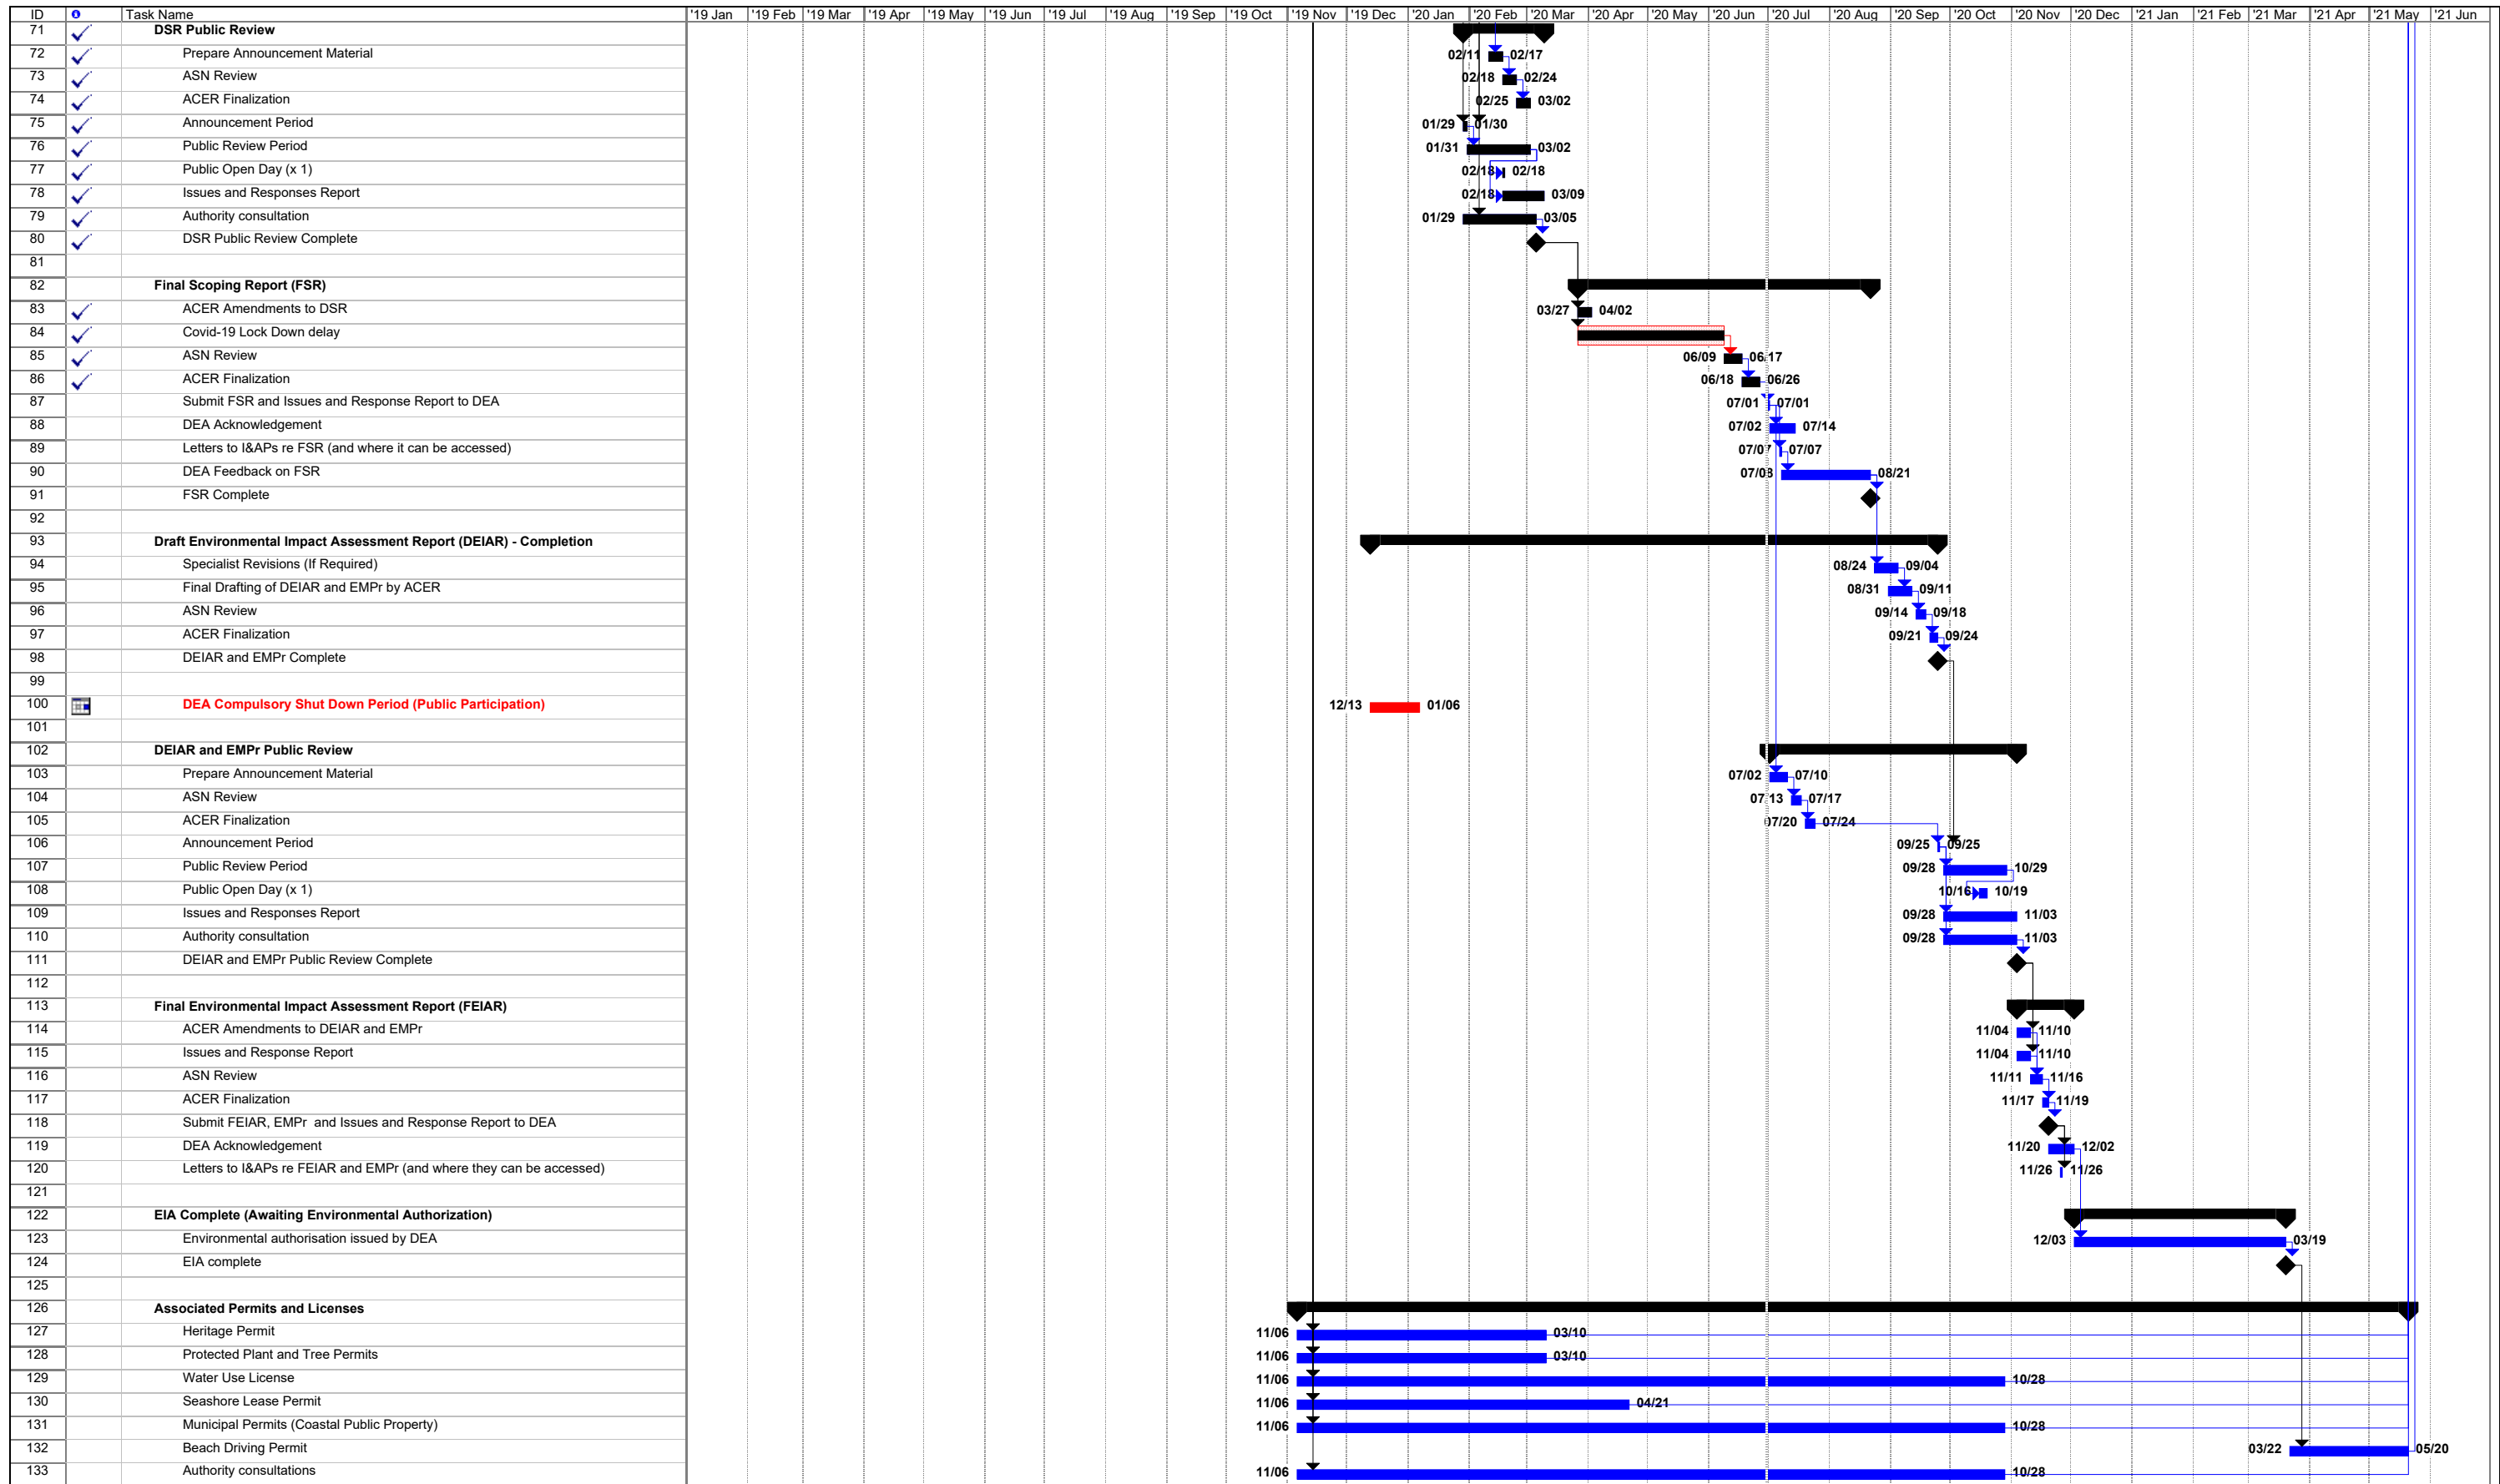 ID Task Name '19 Jan '19 Feb '19 Mar '19 Apr '19 May '19 Jun '19 Jul '19 Aug '19 Sep '19 Oct '19 Nov '19 Dec '20 Jan '20 Feb '20 Mar '20 Apr '20 May '20 Jun '20 Jul '20 Aug '20 Sep '20 Oct '20 Nov '20 Dec '21 Jan '21 Feb '21 Mar '21 Apr '21 May '21 Jun
71 DSR Public Review
72 Prepare Announcement Material 02/11 02/17
73 ASN Review 02/18 02/24
74 ACER Finalization 02/25 03/02
75 Announcement Period 01/29 01/30
76 Public Review Period 01/31 03/02
77 Public Open Day (x 1) 02/18 02/18
78 Issues and Responses Report 02/18 03/09
79 Authority consultation 01/29 03/05
80 DSR Public Review Complete
81
82 Final Scoping Report (FSR)
83 ACER Amendments to DSR 03/27 04/02
84 Covid-19 Lock Down delay
85 ASN Review 06/09 06/17
86 ACER Finalization 06/18 06/26
87 Submit FSR and Issues and Response Report to DEA 07/01 07/01
88 DEA Acknowledgement 07/02 07/14
89 Letters to I&APs re FSR (and where it can be accessed) 07/07 07/07
90 DEA Feedback on FSR 07/08 08/21
91 FSR Complete
92
93 Draft Environmental Impact Assessment Report (DEIAR) - Completion
94 Specialist Revisions (If Required) 08/24 09/04
95 Final Drafting of DEIAR and EMPr by ACER 08/31 09/11
96 ASN Review 09/14 09/18
97 ACER Finalization 09/21 09/24
98 DEIAR and EMPr Complete
99
100 DEA Compulsory Shut Down Period (Public Participation) 12/13 01/06
101
102 DEIAR and EMPr Public Review
103 Prepare Announcement Material 07/02 07/10
104 ASN Review 07/13 07/17
105 ACER Finalization 07/20 07/24
106 Announcement Period 09/25 09/25
107 Public Review Period 09/28 10/29
108 Public Open Day (x 1) 10/16 10/19
109 Issues and Responses Report 09/28 11/03
110 Authority consultation 09/28 11/03
111 DEIAR and EMPr Public Review Complete
112
113 Final Environmental Impact Assessment Report (FEIAR)
114 ACER Amendments to DEIAR and EMPr 11/04 11/10
115 Issues and Response Report 11/04 11/10
116 ASN Review 11/11 11/16
117 ACER Finalization 11/17 11/19
118 Submit FEIAR, EMPr and Issues and Response Report to DEA
119 DEA Acknowledgement 11/20 12/02
120 Letters to I&APs re FEIAR and EMPr (and where they can be accessed) 11/26 11/26
121
122 EIA Complete (Awaiting Environmental Authorization)
123 Environmental authorisation issued by DEA 12/03 03/19
124 EIA complete
125
126 Associated Permits and Licenses
127 Heritage Permit 11/06 03/10
128 Protected Plant and Tree Permits 11/06 03/10
129 Water Use License 11/06 10/28
130 Seashore Lease Permit 11/06 04/21
131 Municipal Permits (Coastal Public Property) 11/06 10/28
132 Beach Driving Permit 03/22 05/20
133 Authority consultations 11/06 10/28